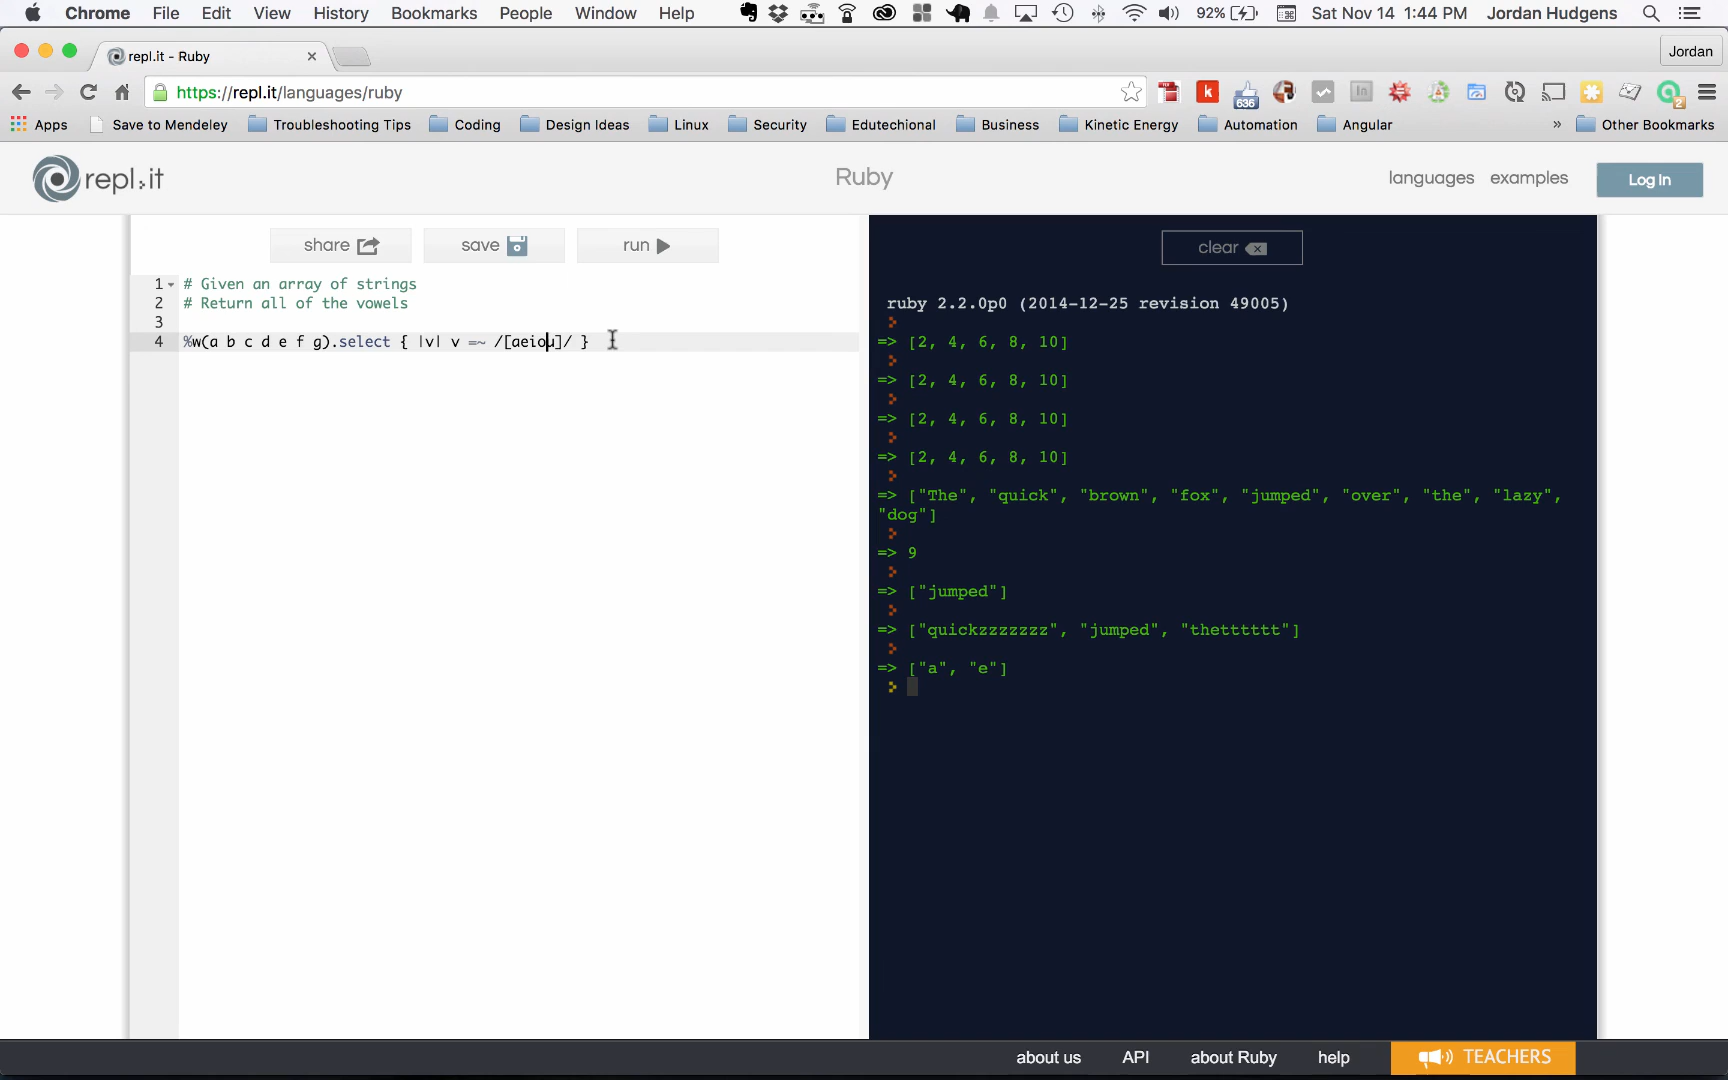 Chrome File Edit View History Bookmarks People Window Help 92% Sat Nov 14 1:44 PM Jordan Hudgens
repl.it - Ruby Jordan
https://repl.it/languages/ruby k 636 In 2
Apps Save to Mendeley Troubleshooting Tips Coding Design Ideas Linux Security Edutechional Business Kinetic Energy Automation Angular » Other Bookmarks
repl.it Ruby languages examples Log In
share save run
clear
1 # Given an array of strings
2 # Return all of the vowels
3
4 %w(a b c d e f g).select { |v| v =~ /[aeiou]/ }
ruby 2.2.0p0 (2014-12-25 revision 49005)
=> [2, 4, 6, 8, 10]
=> [2, 4, 6, 8, 10]
=> [2, 4, 6, 8, 10]
=> [2, 4, 6, 8, 10]
=> ["The", "quick", "brown", "fox", "jumped", "over", "the", "lazy",
"dog"]
=> 9
=> ["jumped"]
=> ["quickzzzzzzz", "jumped", "thetttttt"]
=> ["a", "e"]
about us API about Ruby help TEACHERS